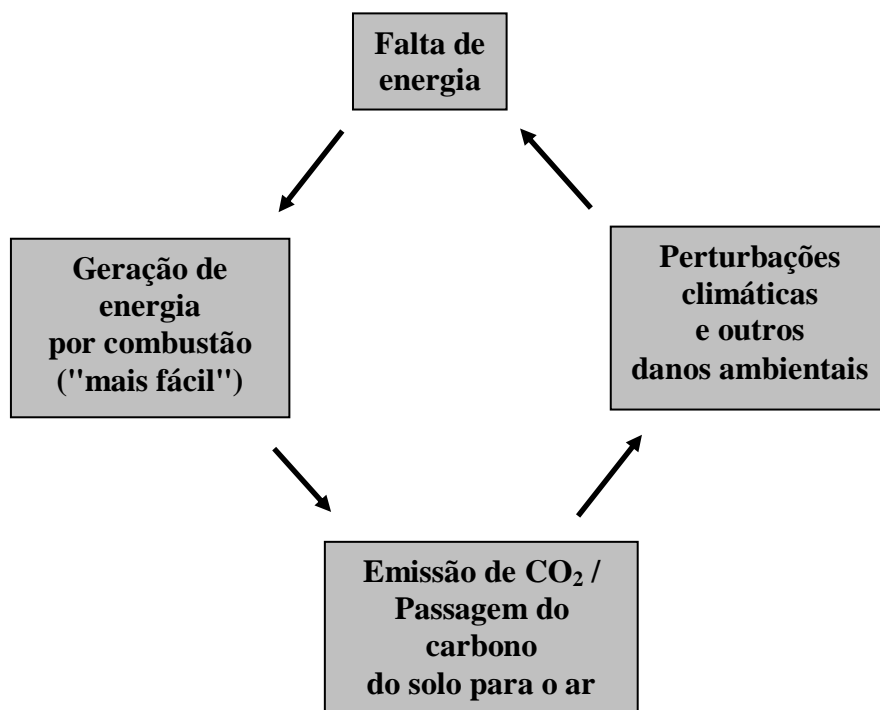 Falta de
energia
Geração de
energia
por combustão
("mais fácil")
Perturbações
climáticas
e outros
danos ambientais
Emissão de CO₂ /
Passagem do
carbono
do solo para o ar